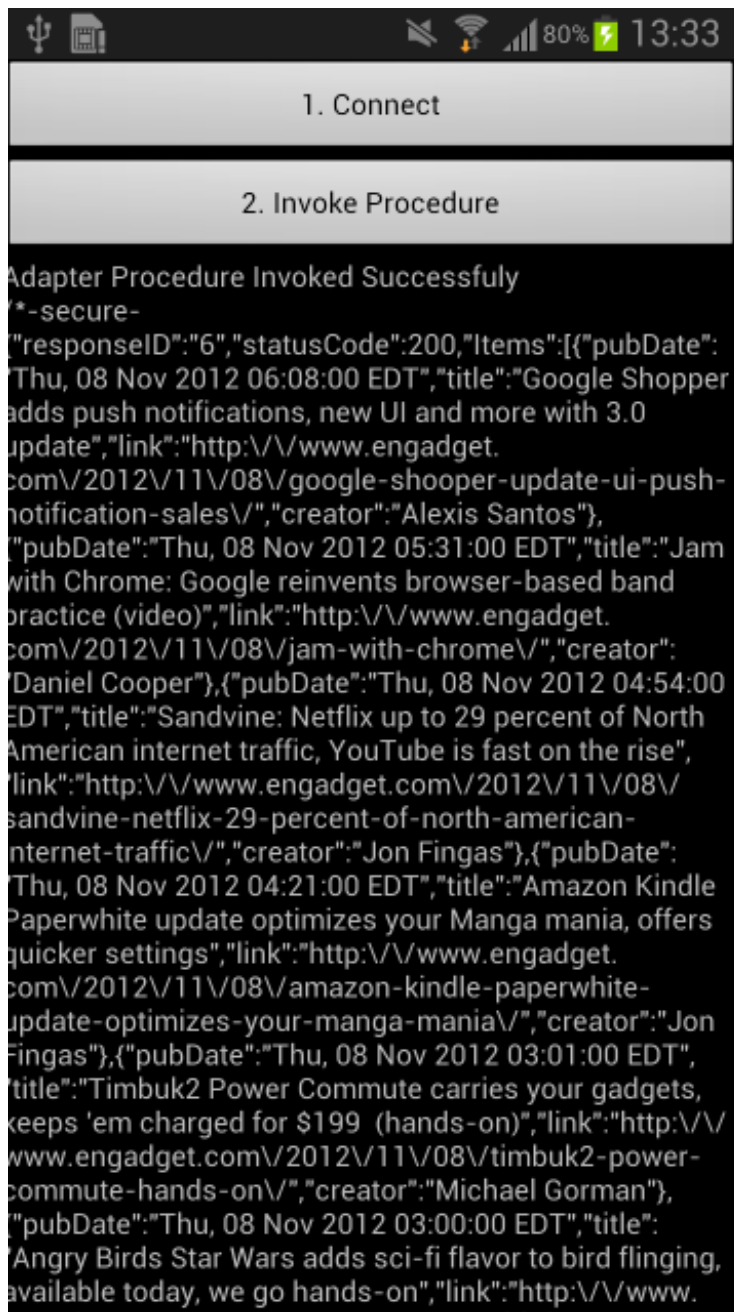 80% 13:33
1. Connect
2. Invoke Procedure
Adapter Procedure Invoked Successfuly
/*-secure-
{"responseID":"6","statusCode":200,"Items":[{"pubDate":
"Thu, 08 Nov 2012 06:08:00 EDT","title":"Google Shopper
adds push notifications, new UI and more with 3.0
update","link":"http:\/\/www.engadget.
com\/2012\/11\/08\/google-shooper-update-ui-push-
notification-sales\/","creator":"Alexis Santos"},
{"pubDate":"Thu, 08 Nov 2012 05:31:00 EDT","title":"Jam
with Chrome: Google reinvents browser-based band
practice (video)","link":"http:\/\/www.engadget.
com\/2012\/11\/08\/jam-with-chrome\/","creator":
"Daniel Cooper"},{"pubDate":"Thu, 08 Nov 2012 04:54:00
EDT","title":"Sandvine: Netflix up to 29 percent of North
American internet traffic, YouTube is fast on the rise",
"link":"http:\/\/www.engadget.com\/2012\/11\/08\/
sandvine-netflix-29-percent-of-north-american-
internet-traffic\/","creator":"Jon Fingas"},{"pubDate":
"Thu, 08 Nov 2012 04:21:00 EDT","title":"Amazon Kindle
Paperwhite update optimizes your Manga mania, offers
quicker settings","link":"http:\/\/www.engadget.
com\/2012\/11\/08\/amazon-kindle-paperwhite-
update-optimizes-your-manga-mania\/","creator":"Jon
Fingas"},{"pubDate":"Thu, 08 Nov 2012 03:01:00 EDT",
"title":"Timbuk2 Power Commute carries your gadgets,
keeps 'em charged for $199  (hands-on)","link":"http:\/\/
www.engadget.com\/2012\/11\/08\/timbuk2-power-
commute-hands-on\/","creator":"Michael Gorman"},
{"pubDate":"Thu, 08 Nov 2012 03:00:00 EDT","title":
"Angry Birds Star Wars adds sci-fi flavor to bird flinging,
available today, we go hands-on","link":"http:\/\/www.